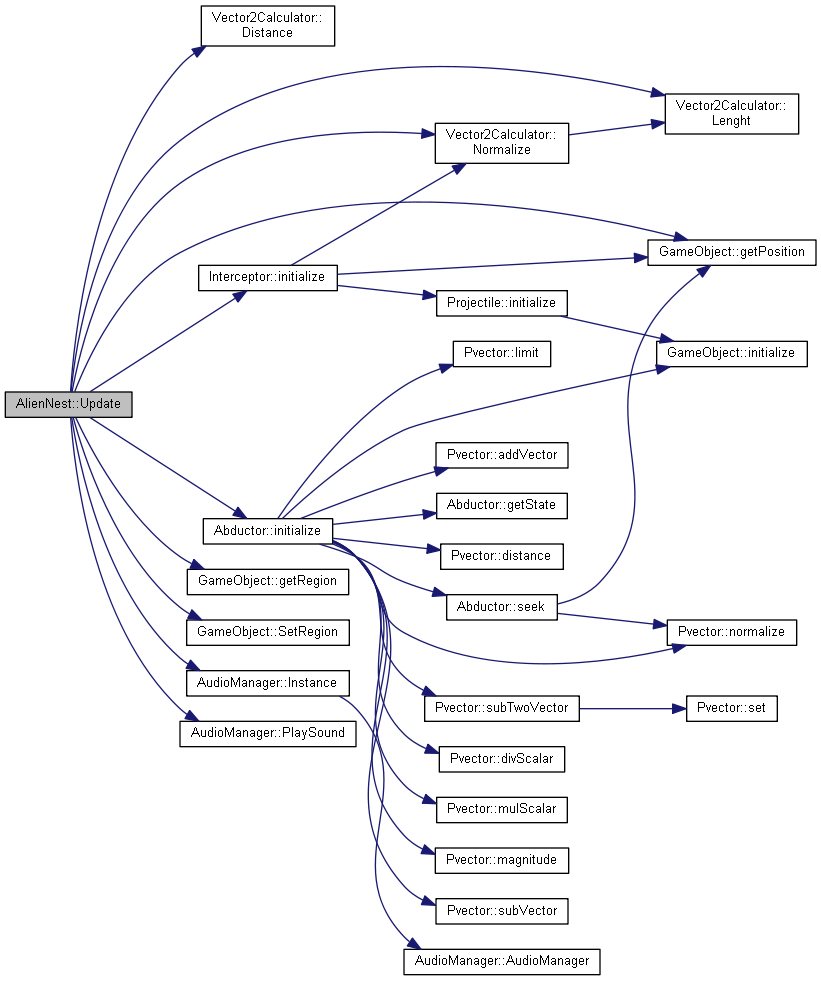 Vector2Calculator::
Distance
Vector2Calculator::
Lenght
Vector2Calculator::
Normalize
GameObject::getPosition
Interceptor::initialize
Projectile::initialize
Pvector::limit
GameObject::initialize
AlienNest::Update
Pvector::addVector
Abductor::getState
Abductor::initialize
Pvector::distance
GameObject::getRegion
Abductor::seek
GameObject::SetRegion
Pvector::normalize
AudioManager::Instance
Pvector::subTwoVector
Pvector::set
AudioManager::PlaySound
Pvector::divScalar
Pvector::mulScalar
Pvector::magnitude
Pvector::subVector
AudioManager::AudioManager